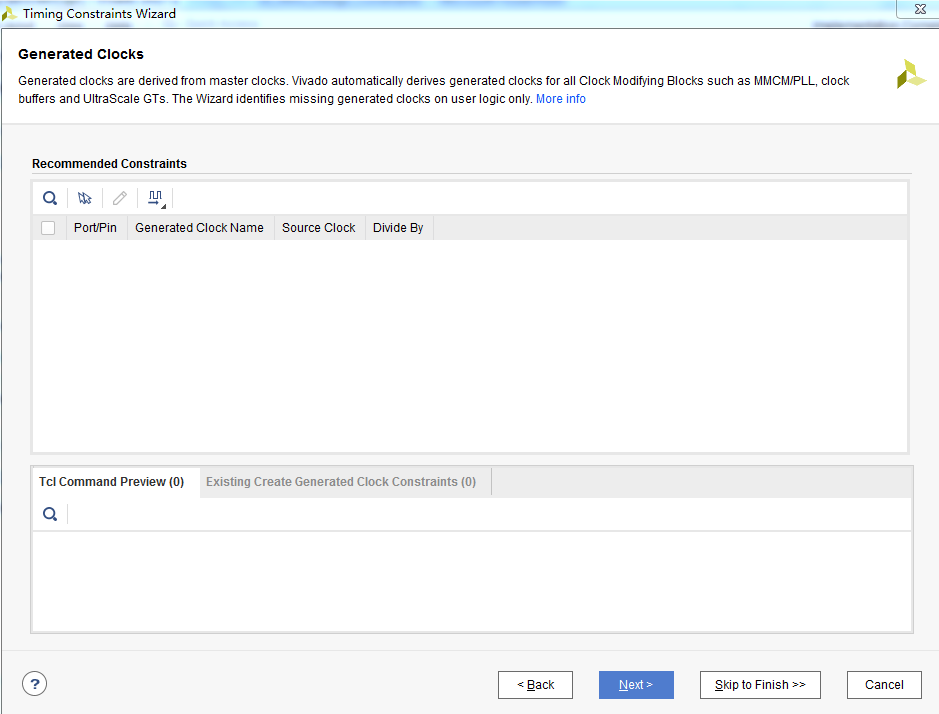 Timing Constraints Wizard
Generated Clocks
Generated clocks are derived from master clocks. Vivado automatically derives generated clocks for all Clock Modifying Blocks such as MMCM/PLL, clock
buffers and UltraScale GTs. The Wizard identifies missing generated clocks on user logic only. More info
Recommended Constraints
Port/Pin Generated Clock Name Source Clock Divide By
Tcl Command Preview (0) Existing Create Generated Clock Constraints (0)
? < Back Next > Skip to Finish >> Cancel